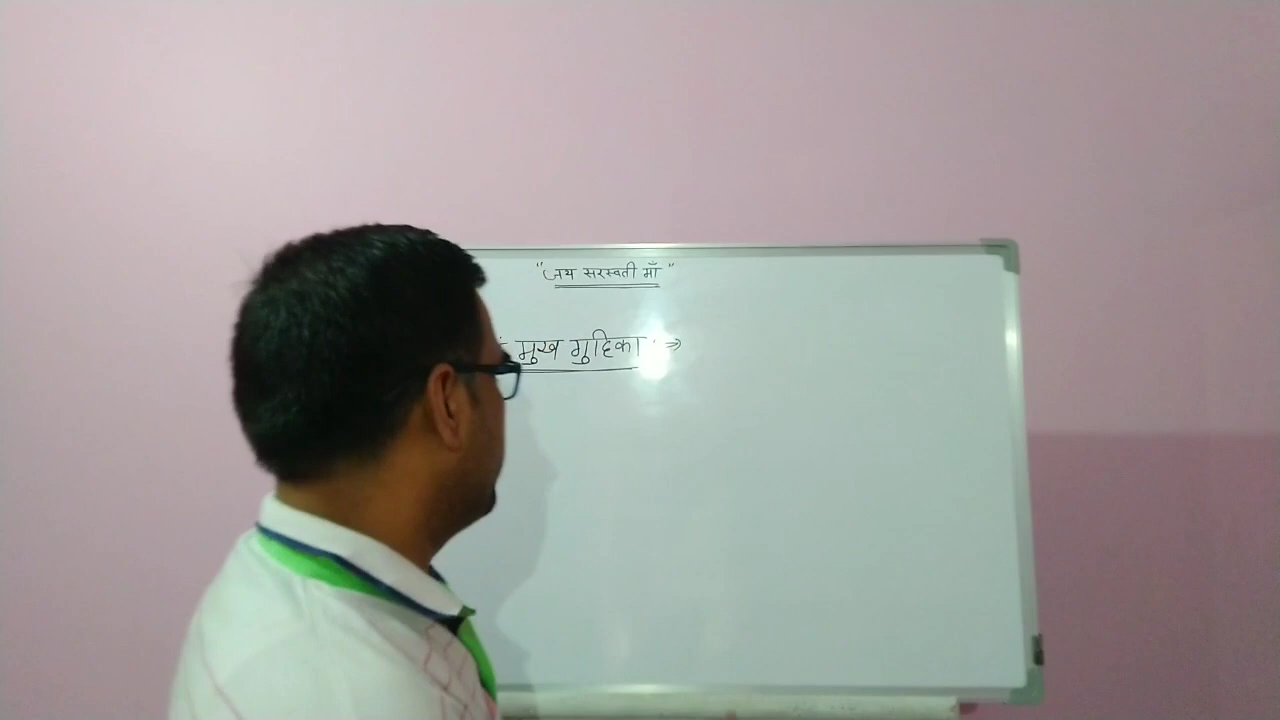 "जय सरस्वती माँ"
: मुख गुहिका : ⇒